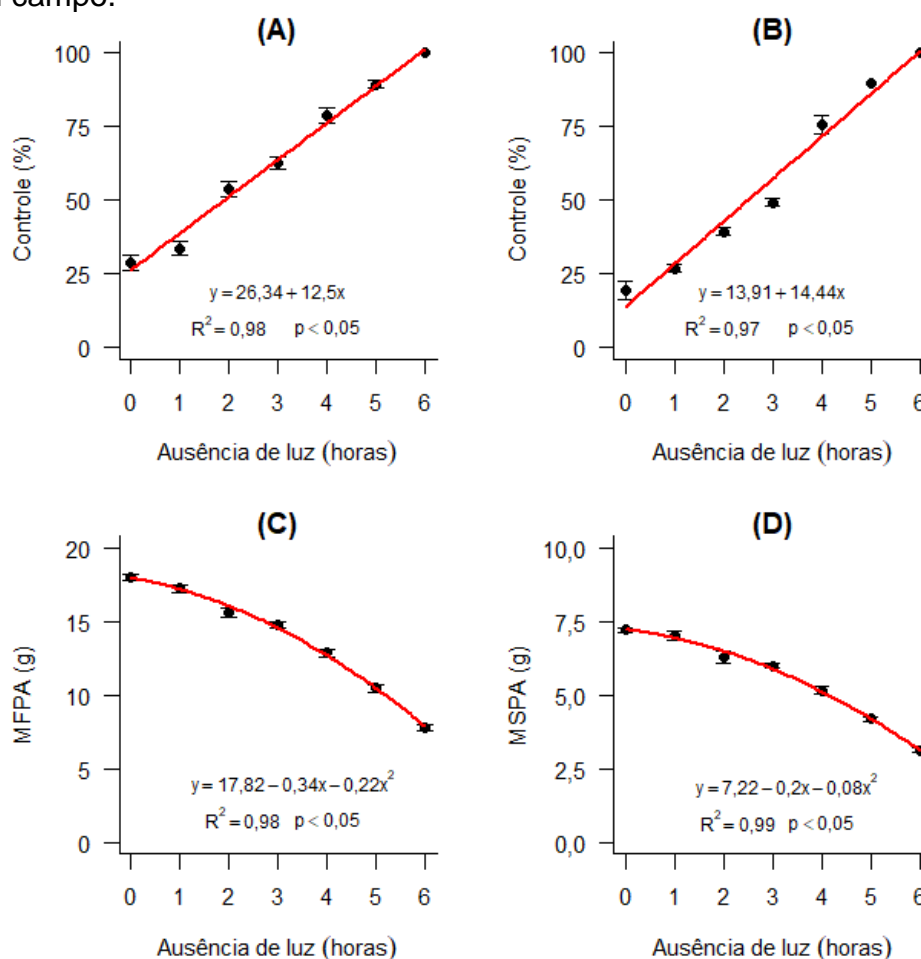 campo.
(A)
100
75
50
25
0
Controle (%)
y = 26,34 + 12,5x
R² = 0,98 p < 0,05
0 1 2 3 4 5 6
Ausência de luz (horas)
(B)
100
75
50
25
0
Controle (%)
y = 13,91 + 14,44x
R² = 0,97 p < 0,05
0 1 2 3 4 5 6
Ausência de luz (horas)
(C)
20
15
10
5
0
MFPA (g)
y = 17,82 − 0,34x − 0,22x²
R² = 0,98 p < 0,05
0 1 2 3 4 5 6
Ausência de luz (horas)
(D)
10,0
7,5
5,0
2,5
0,0
MSPA (g)
y = 7,22 − 0,2x − 0,08x²
R² = 0,99 p < 0,05
0 1 2 3 4 5 6
Ausência de luz (horas)